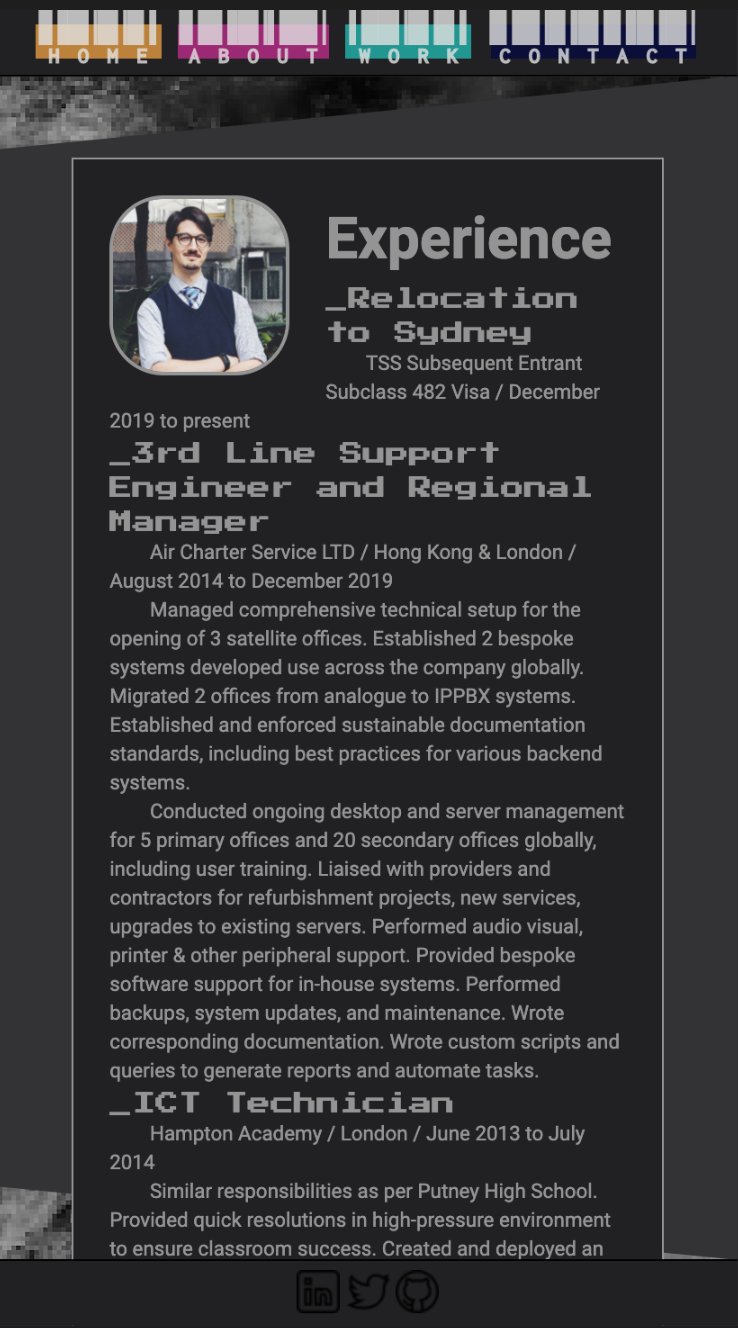 HOME ABOUT WORK CONTACT
Experience
_Relocation
to Sydney
TSS Subsequent Entrant
Subclass 482 Visa / December
2019 to present
_3rd Line Support
Engineer and Regional
Manager
Air Charter Service LTD / Hong Kong & London /
August 2014 to December 2019
Managed comprehensive technical setup for the
opening of 3 satellite offices. Established 2 bespoke
systems developed use across the company globally.
Migrated 2 offices from analogue to IPPBX systems.
Established and enforced sustainable documentation
standards, including best practices for various backend
systems.
Conducted ongoing desktop and server management
for 5 primary offices and 20 secondary offices globally,
including user training. Liaised with providers and
contractors for refurbishment projects, new services,
upgrades to existing servers. Performed audio visual,
printer & other peripheral support. Provided bespoke
software support for in-house systems. Performed
backups, system updates, and maintenance. Wrote
corresponding documentation. Wrote custom scripts and
queries to generate reports and automate tasks.
_ICT Technician
Hampton Academy / London / June 2013 to July
2014
Similar responsibilities as per Putney High School.
Provided quick resolutions in high-pressure environment
to ensure classroom success. Created and deployed an
in